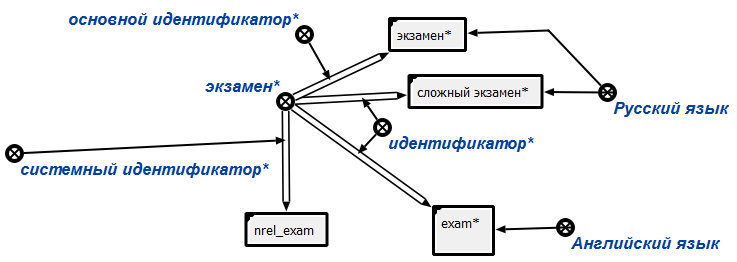 основной идентификатор*
экзамен*
экзамен*
сложный экзамен*
Русский язык
идентификатор*
системный идентификатор*
nrel_exam
exam*
Английский язык